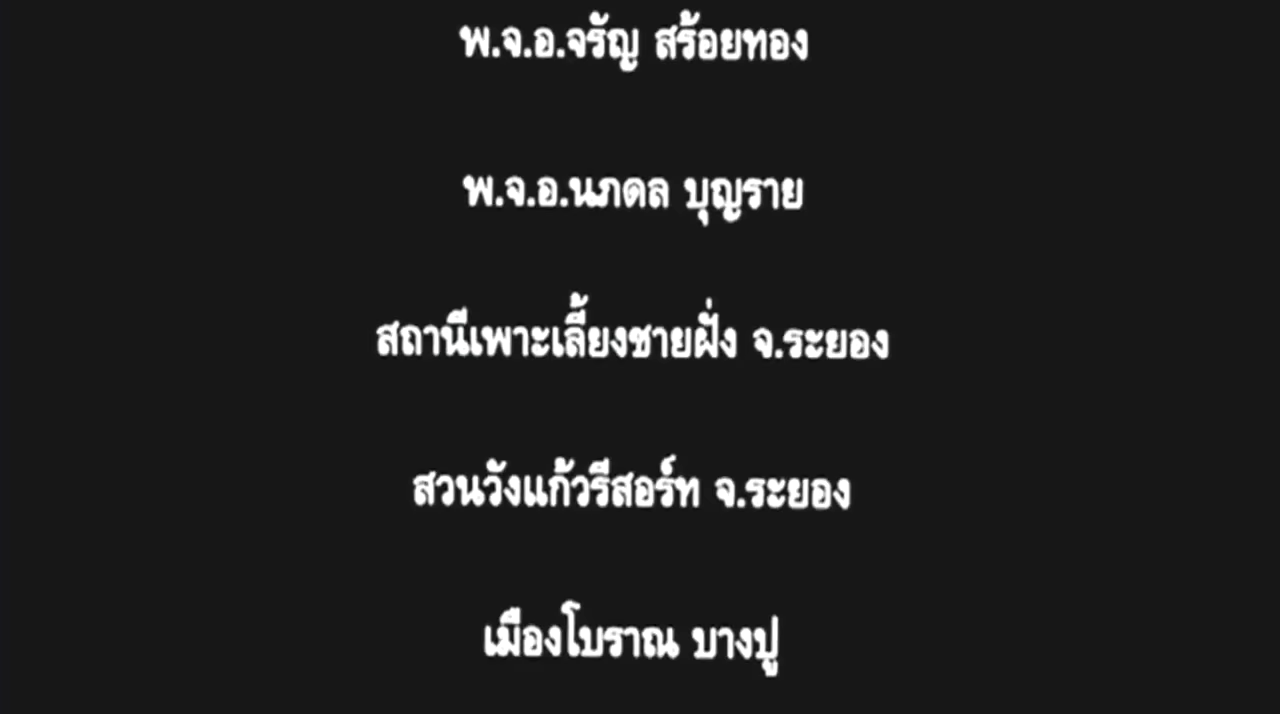 พ.จ.อ.จรัญ สร้อยทอง
พ.จ.อ.นภดล บุญราย
สถานีเพาะเลี้ยงชายฝั่ง จ.ระยอง
สวนวังแก้วรีสอร์ท จ.ระยอง
เมืองโบราณ บางปู